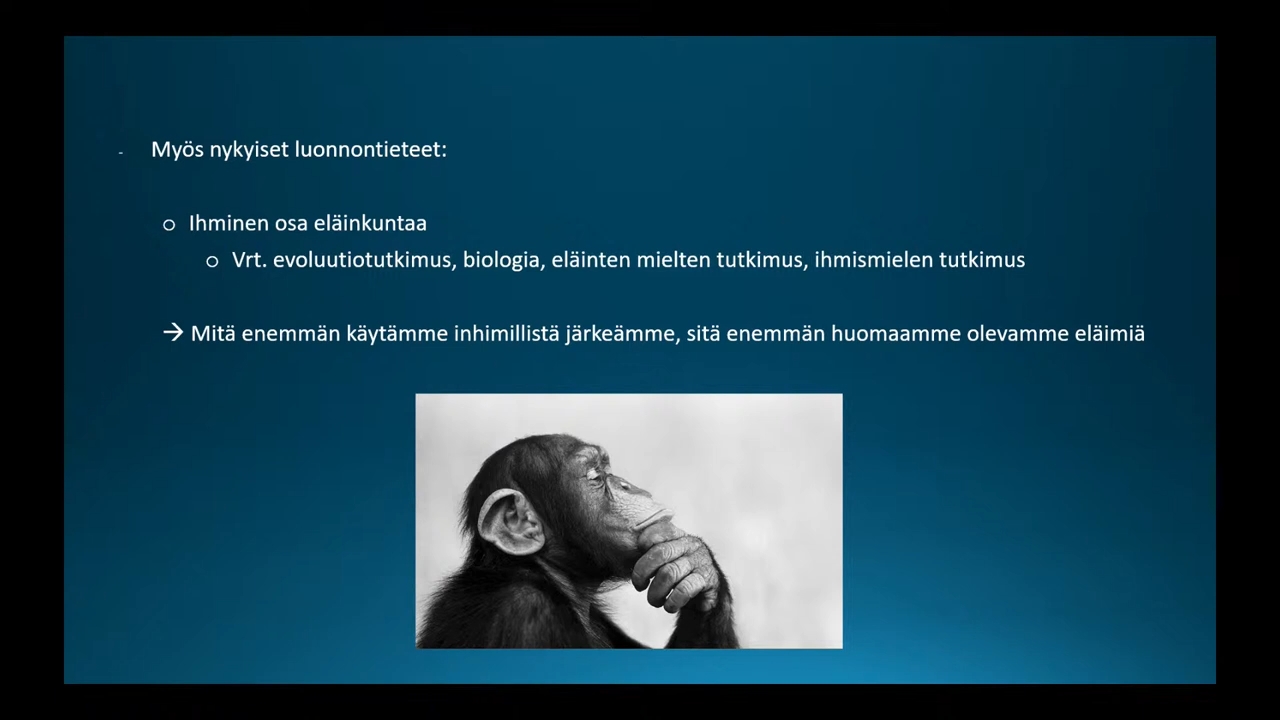 - Myös nykyiset luonnontieteet:
o Ihminen osa eläinkuntaa
o Vrt. evoluutiotutkimus, biologia, eläinten mielten tutkimus, ihmismielen tutkimus
→ Mitä enemmän käytämme inhimillistä järkeämme, sitä enemmän huomaamme olevamme eläimiä